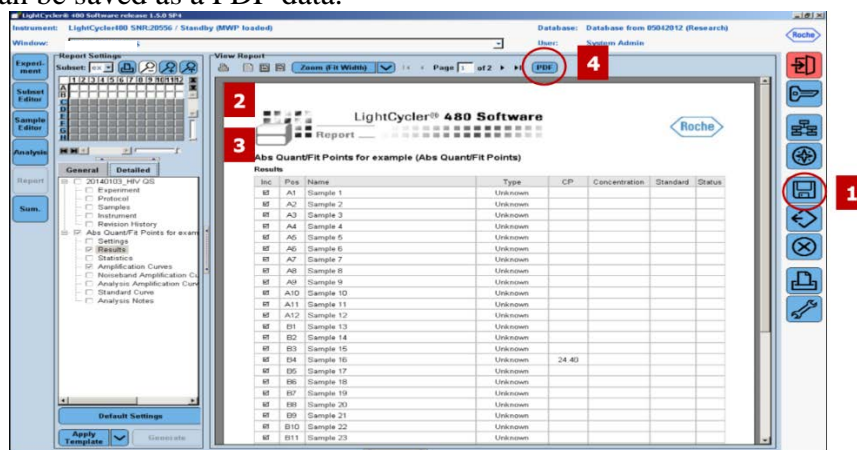 can be saved as a PDF data.
LightCycler® 480 Software release 1.5.0 SP4
Instrument: LightCycler480 SNR:20556 / Standby (MWP loaded)
Database: Database from 05042012 (Research)
Window:
User: System Admin
Roche
Experi-
ment
Subset
Editor
Sample
Editor
Analysis
Report
Sum.
Report Settings
Subset:
1 2 3 4 5 6 7 8 9 10 11 12
A
B
C
D
E
F
G
H
General Detailed
20140103_HIV QS
Experiment
Protocol
Samples
Instrument
Revision History
Abs Quant/Fit Points for exam
Settings
Results
Statistics
Amplification Curves
Noiseband Amplification Cu
Analysis Amplification Curv
Standard Curve
Analysis Notes
Default Settings
Apply
Template
Generate
View Report
Zoom (Fit Width) Page 1 of 2 PDF
4
2
3
1
LightCycler® 480 Software
Report
Roche
Abs Quant/Fit Points for example (Abs Quant/Fit Points)
Results
Inc Pos Name Type CP Concentration Standard Status
A1 Sample 1 Unknown
A2 Sample 2 Unknown
A3 Sample 3 Unknown
A4 Sample 4 Unknown
A5 Sample 5 Unknown
A6 Sample 6 Unknown
A7 Sample 7 Unknown
A8 Sample 8 Unknown
A9 Sample 9 Unknown
A10 Sample 10 Unknown
A11 Sample 11 Unknown
A12 Sample 12 Unknown
B1 Sample 13 Unknown
B2 Sample 14 Unknown
B3 Sample 15 Unknown
B4 Sample 16 Unknown 24.40
B5 Sample 17 Unknown
B6 Sample 18 Unknown
B7 Sample 19 Unknown
B8 Sample 20 Unknown
B9 Sample 21 Unknown
B10 Sample 22 Unknown
B11 Sample 23 Unknown